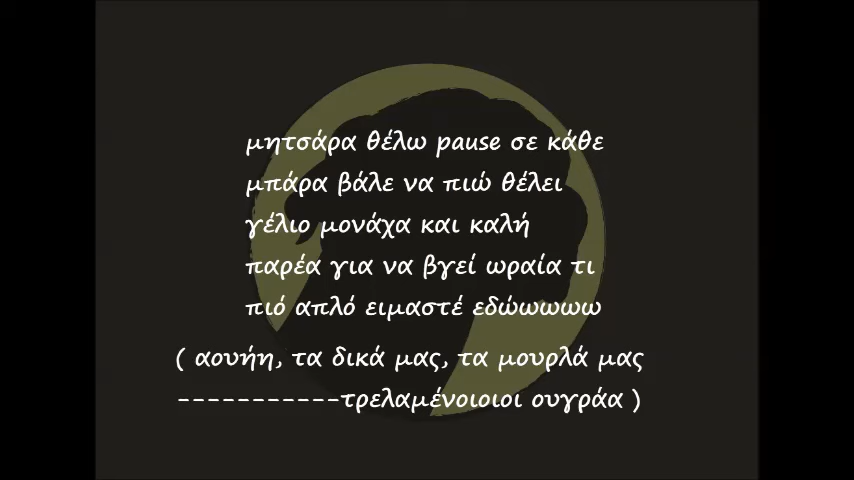 μητσάρα θέλω pause σε κάθε
μπάρα βάλε να πιώ θέλει
γέλιο μονάχα και καλή
παρέα για να βγεί ωραία τι
πιό απλό ειμαστέ εδώωωωω
( αουήη, τα δικά μας, τα μουρλά μας
-----------τρελαμένοιοιοι ουγράα )